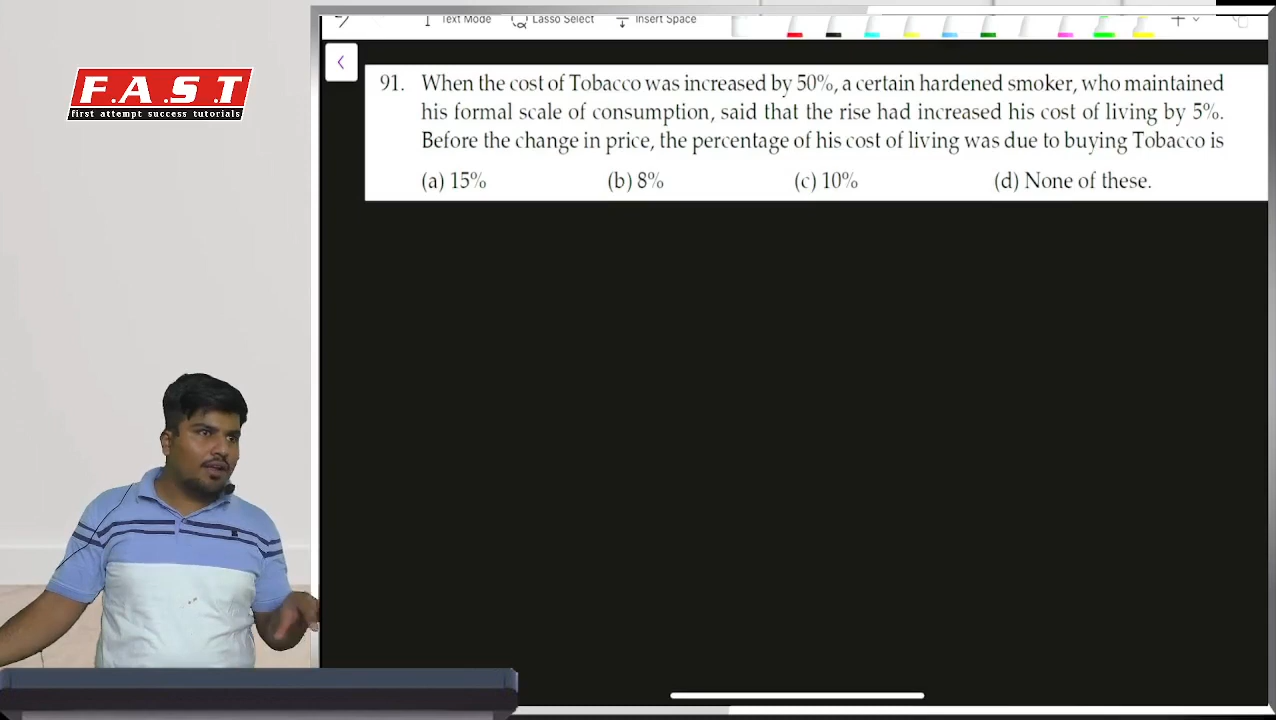 Text Mode
Lasso Select
Insert Space
F.A.S.T
first attempt success tutorials
91. When the cost of Tobacco was increased by 50%, a certain hardened smoker, who maintained
his formal scale of consumption, said that the rise had increased his cost of living by 5%.
Before the change in price, the percentage of his cost of living was due to buying Tobacco is
(a) 15% (b) 8% (c) 10% (d) None of these.